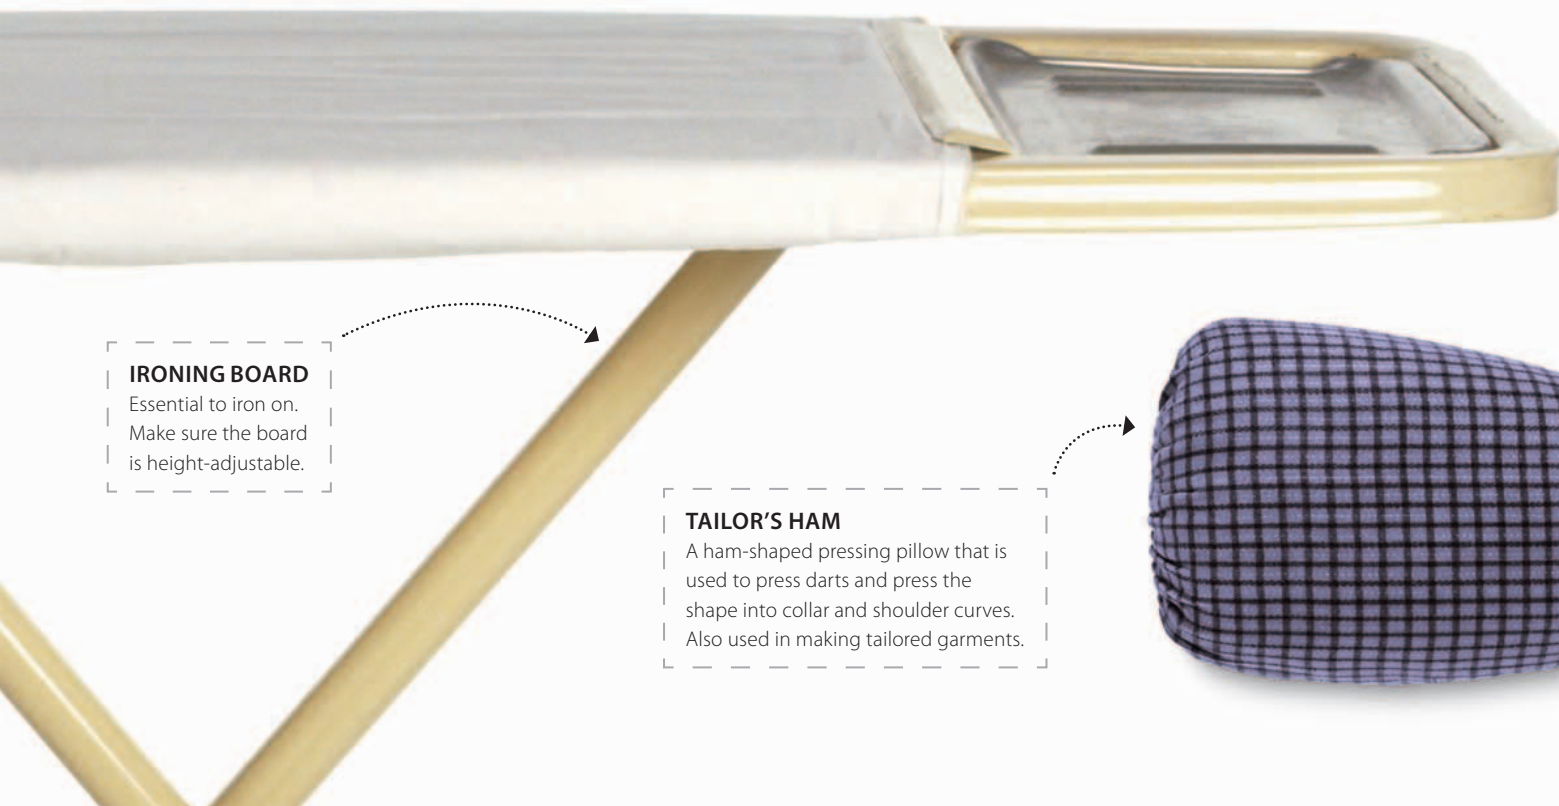 IRONING BOARD
Essential to iron on.
Make sure the board
is height-adjustable.
TAILOR’S HAM
A ham-shaped pressing pillow that is
used to press darts and press the
shape into collar and shoulder curves.
Also used in making tailored garments.